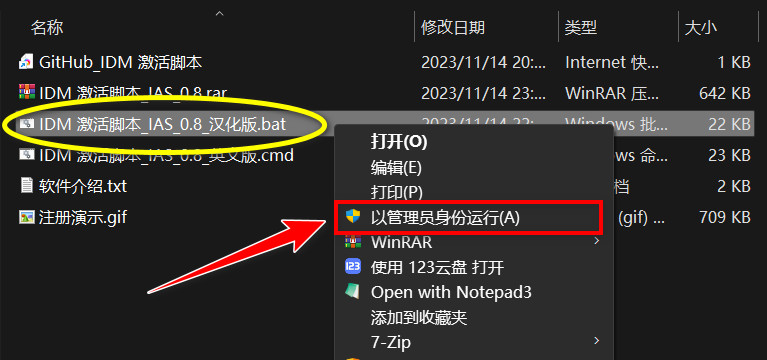 名称 修改日期 类型 大小
GitHub_IDM 激活脚本 2023/11/14 20:... Internet 快... 1 KB
IDM 激活脚本_IAS_0.8.rar 2023/11/14 20:... WinRAR 压... 642 KB
IDM 激活脚本_IAS_0.8_汉化版.bat 2023/11/14 20:... Windows 批... 22 KB
IDM 激活脚本_IAS_0.8_英文版.cmd 命... 23 KB
软件介绍.txt 档 2 KB
注册演示.gif (gif) ... 709 KB
打开(O)
编辑(E)
打印(P)
以管理员身份运行(A)
WinRAR
123 使用 123云盘 打开
Open with Notepad3
添加到收藏夹
7-Zip